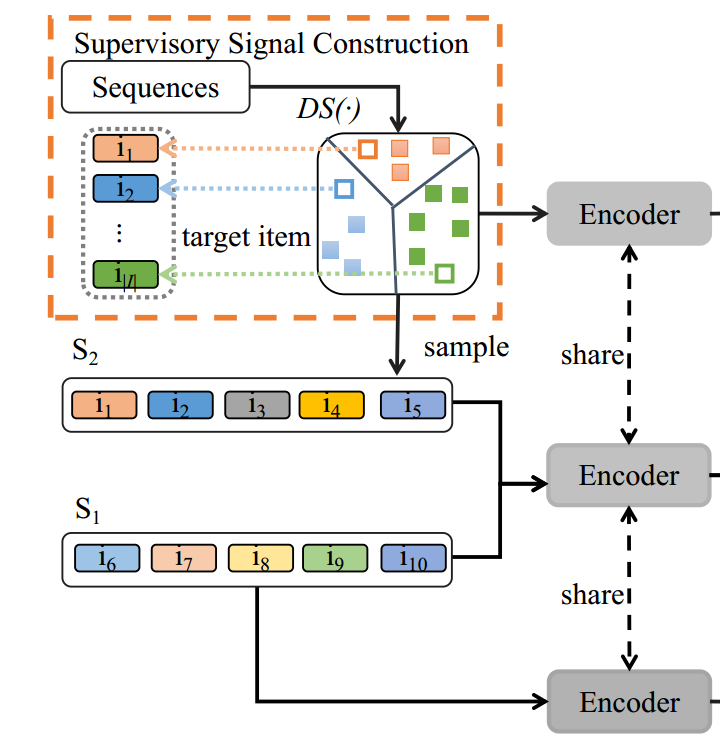 Supervisory Signal Construction
Sequences
DS(·)
i1
i2
⋮
target item
i|I|
Encoder
sample
share
S2
i1 i2 i3 i4 i5
Encoder
S1
i6 i7 i8 i9 i10
share
Encoder